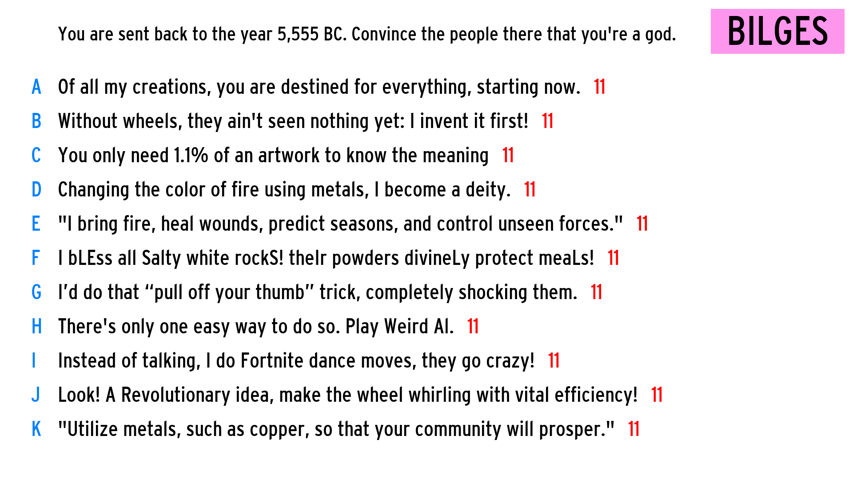 You are sent back to the year 5,555 BC. Convince the people there that you're a god.
BILGES
A Of all my creations, you are destined for everything, starting now. 11
B Without wheels, they ain't seen nothing yet: I invent it first! 11
C You only need 1.1% of an artwork to know the meaning 11
D Changing the color of fire using metals, I become a deity. 11
E "I bring fire, heal wounds, predict seasons, and control unseen forces." 11
F I bLEss all Salty white rockS! theIr powders divineLy protect meaLs! 11
G I’d do that “pull off your thumb” trick, completely shocking them. 11
H There's only one easy way to do so. Play Weird Al. 11
I Instead of talking, I do Fortnite dance moves, they go crazy! 11
J Look! A Revolutionary idea, make the wheel whirling with vital efficiency! 11
K "Utilize metals, such as copper, so that your community will prosper." 11